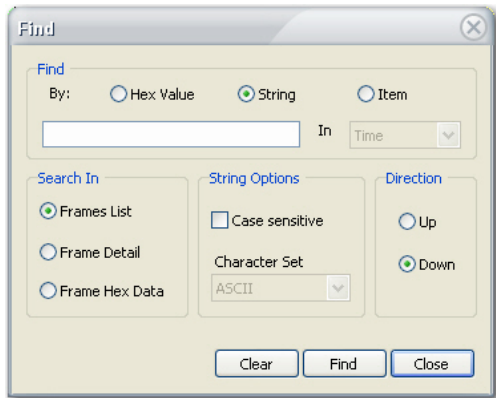 Find
Find
By: Hex Value String Item
In Time
Search In
Frames List
Frame Detail
Frame Hex Data
String Options
Case sensitive
Character Set
ASCII
Direction
Up
Down
Clear Find Close